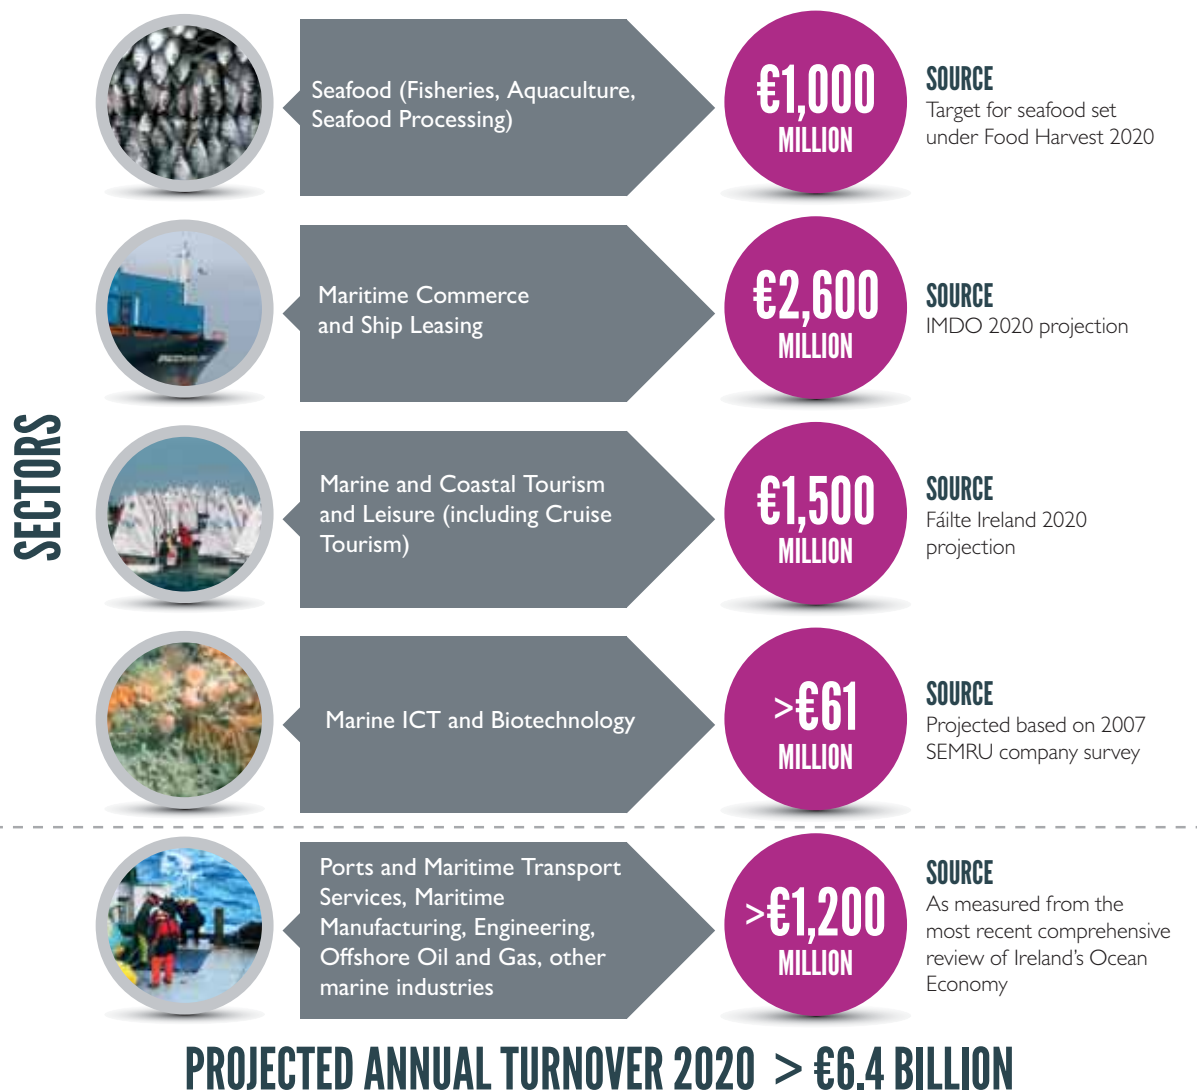 SECTORS
Seafood (Fisheries, Aquaculture,
Seafood Processing)
€1,000
MILLION
SOURCE
Target for seafood set
under Food Harvest 2020
Maritime Commerce
and Ship Leasing
€2,600
MILLION
SOURCE
IMDO 2020 projection
Marine and Coastal Tourism
and Leisure (including Cruise
Tourism)
€1,500
MILLION
SOURCE
Fáilte Ireland 2020
projection
Marine ICT and Biotechnology
>€61
MILLION
SOURCE
Projected based on 2007
SEMRU company survey
Ports and Maritime Transport
Services, Maritime
Manufacturing, Engineering,
Offshore Oil and Gas, other
marine industries
>€1,200
MILLION
SOURCE
As measured from the
most recent comprehensive
review of Ireland's Ocean
Economy
PROJECTED ANNUAL TURNOVER 2020 > €6.4 BILLION